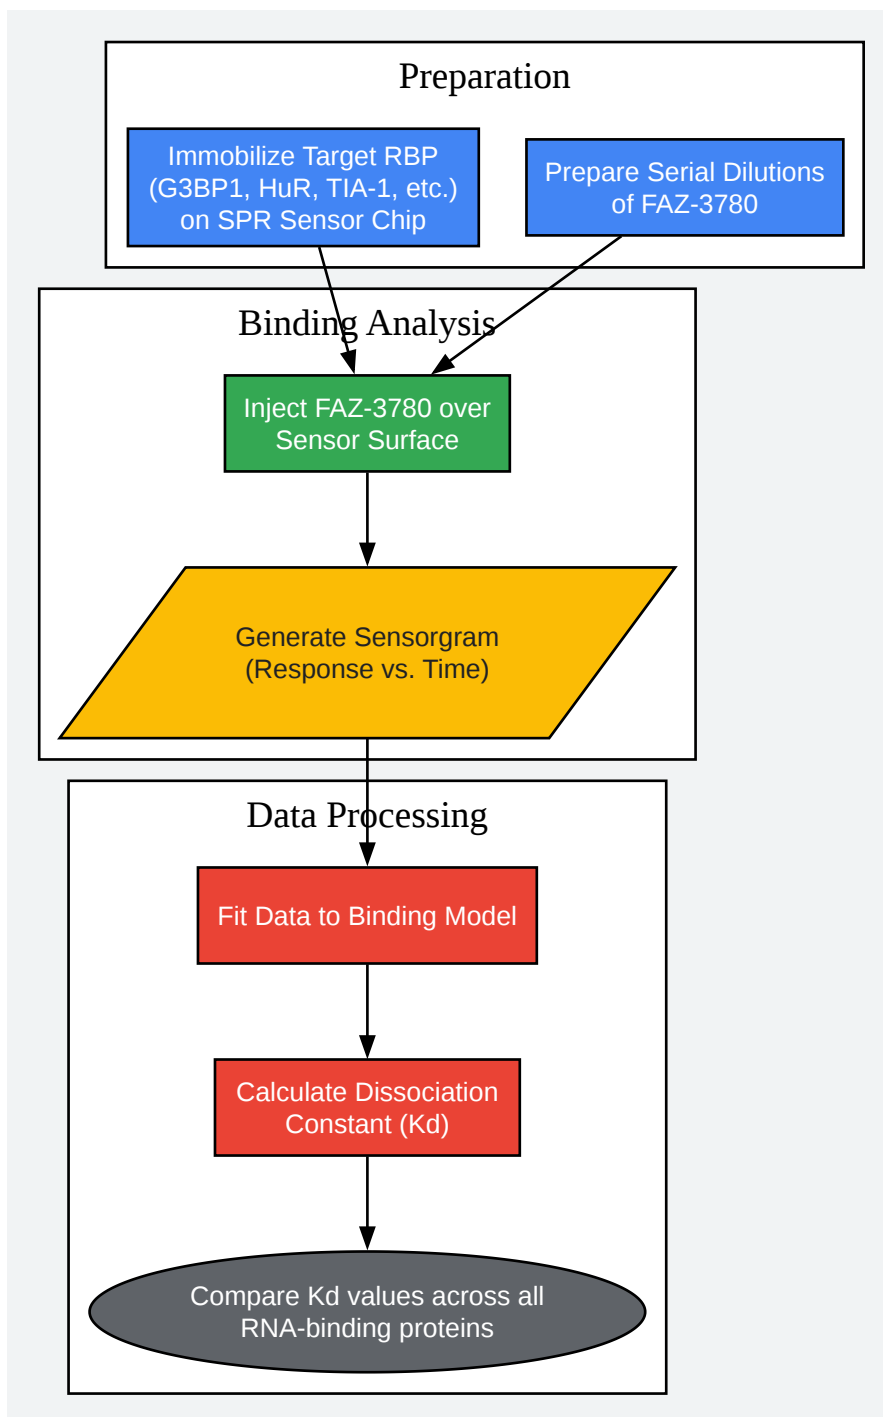 Preparation
Immobilize Target RBP
(G3BP1, HuR, TIA-1, etc.)
on SPR Sensor Chip
Prepare Serial Dilutions
of FAZ-3780
Binding Analysis
Inject FAZ-3780 over
Sensor Surface
Generate Sensorgram
(Response vs. Time)
Data Processing
Fit Data to Binding Model
Calculate Dissociation
Constant (Kd)
Compare Kd values across all
RNA-binding proteins